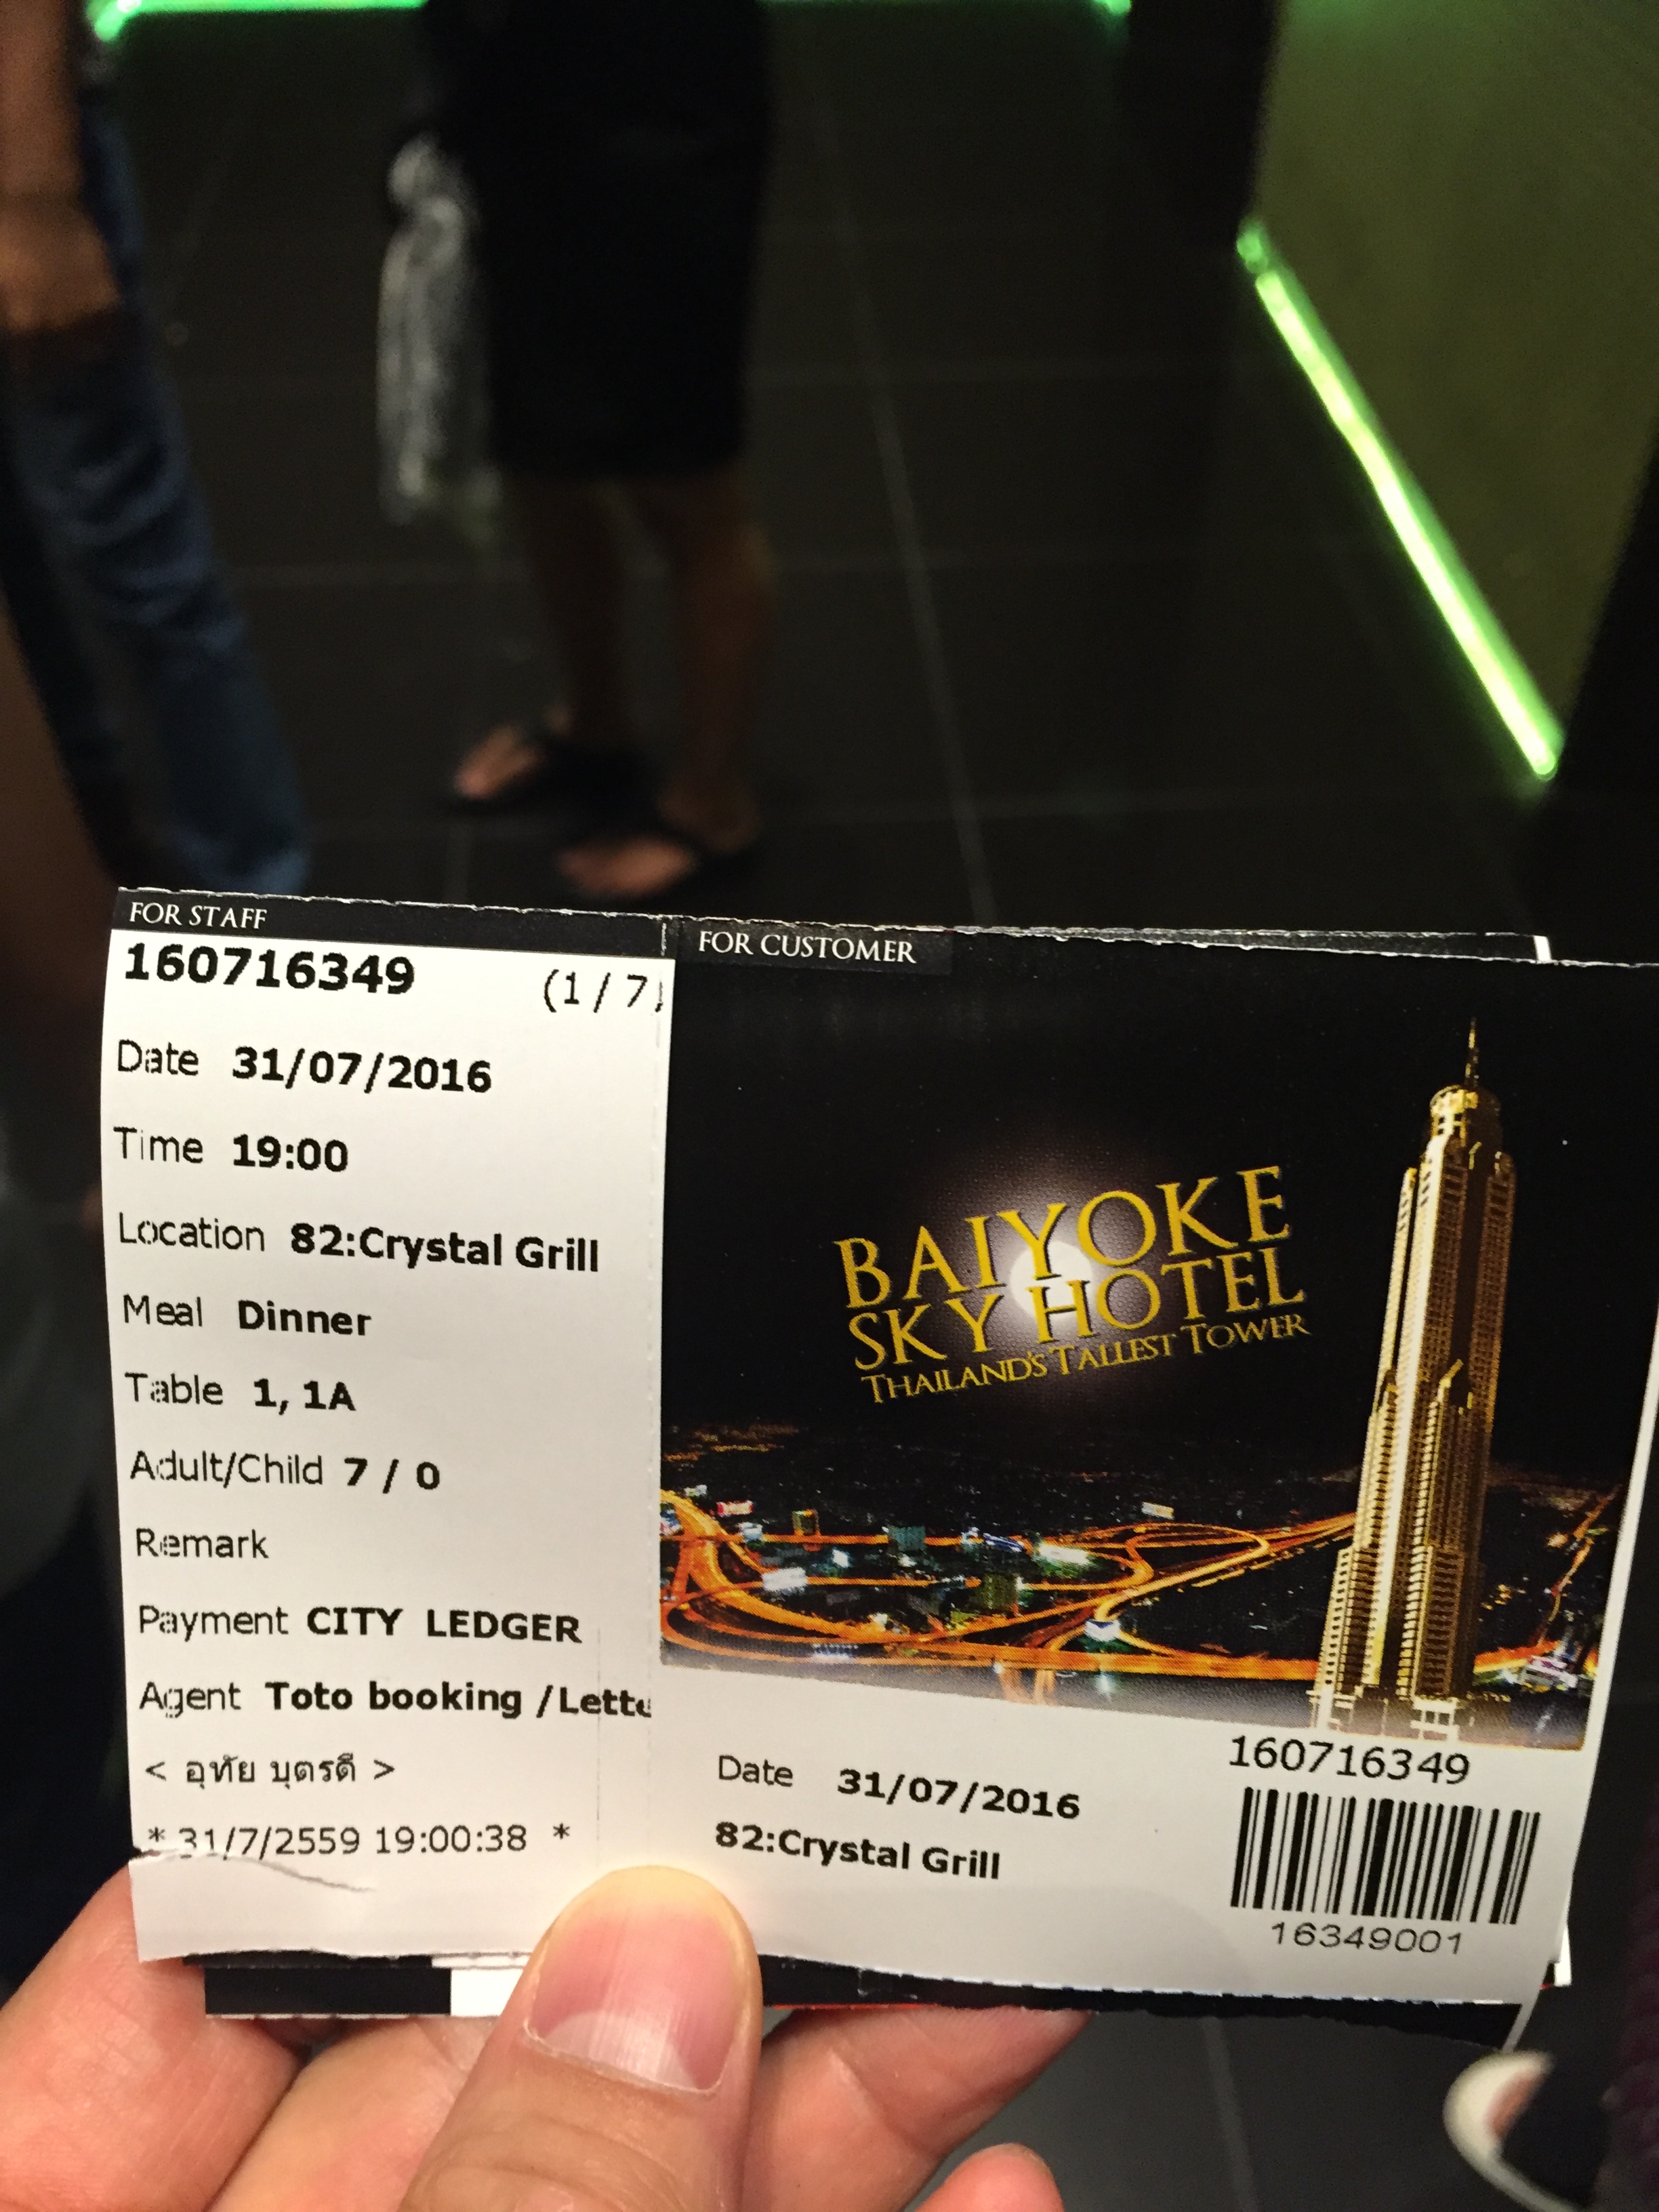 FOR STAFF
160716349 (1/7)
Date 31/07/2016
Time 19:00
Location 82:Crystal Grill
Meal Dinner
Table 1, 1A
Adult/Child 7 / 0
Remark
Payment CITY LEDGER
Agent Toto booking /Lette
< อุทัย บุตรดี >
* 31/7/2559 19:00:38 *
FOR CUSTOMER
BAIYOKE
SKY HOTEL
THAILAND'S TALLEST TOWER
Date 31/07/2016
82:Crystal Grill
160716349
16349001